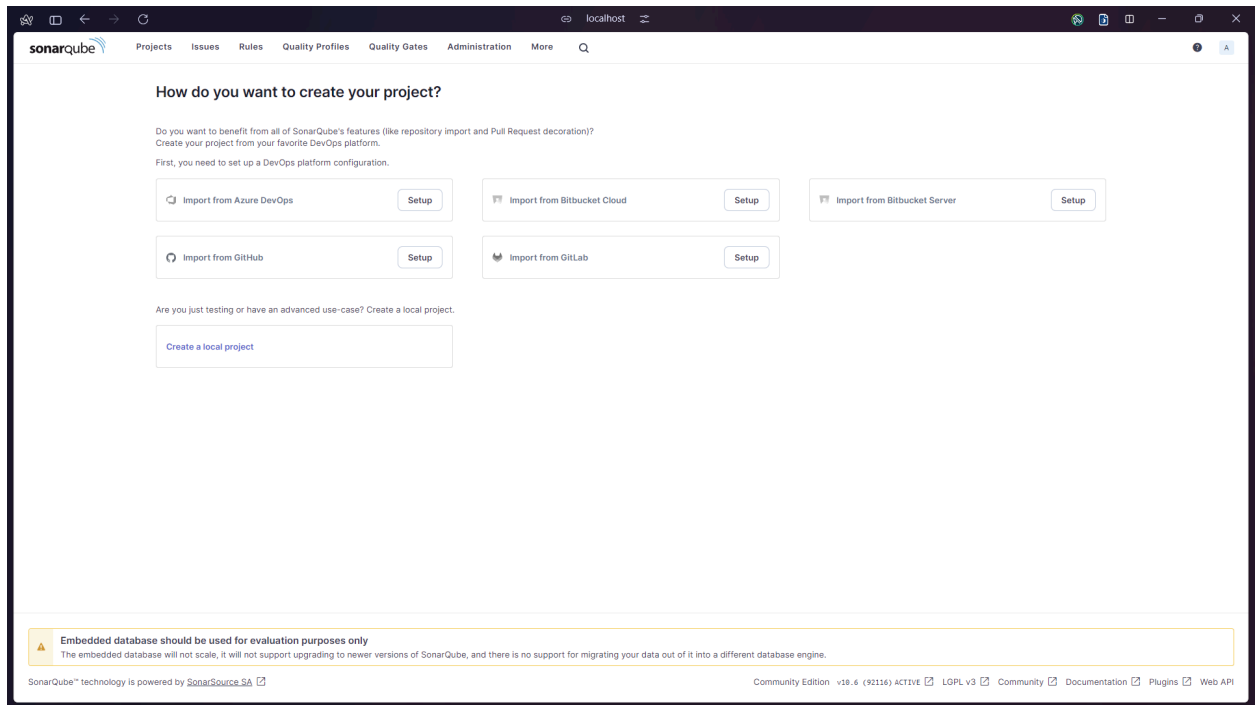 localhost
sonarqube
Projects Issues Rules Quality Profiles Quality Gates Administration More
A
How do you want to create your project?
Do you want to benefit from all of SonarQube's features (like repository import and Pull Request decoration)?
Create your project from your favorite DevOps platform.
First, you need to set up a DevOps platform configuration.
Import from Azure DevOps Setup
Import from Bitbucket Cloud Setup
Import from Bitbucket Server Setup
Import from GitHub Setup
Import from GitLab Setup
Are you just testing or have an advanced use-case? Create a local project.
Create a local project
Embedded database should be used for evaluation purposes only
The embedded database will not scale, it will not support upgrading to newer versions of SonarQube, and there is no support for migrating your data out of it into a different database engine.
SonarQube™ technology is powered by SonarSource SA
Community Edition v10.6 (92116) ACTIVE LGPL v3 Community Documentation Plugins Web API